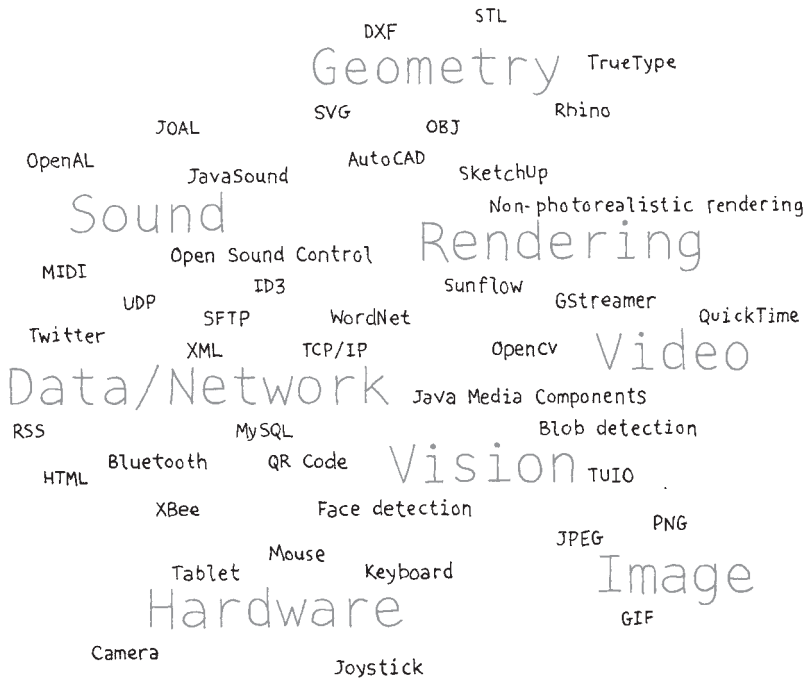 STL
DXF
Geometry
TrueType
SVG
Rhino
JOAL
OBJ
OpenAL
AutoCAD
JavaSound
SketchUp
Sound
Non-photorealistic rendering
Rendering
Open Sound Control
MIDI
ID3
Sunflow
UDP
GStreamer
SFTP
WordNet
QuickTime
Twitter
XML
TCP/IP
OpenCV
Video
Data/Network
Java Media Components
RSS
MySQL
Blob detection
Bluetooth
QR Code
Vision
TUIO
HTML
XBee
Face detection
PNG
JPEG
Mouse
Tablet
Keyboard
Image
Hardware
GIF
Camera
Joystick